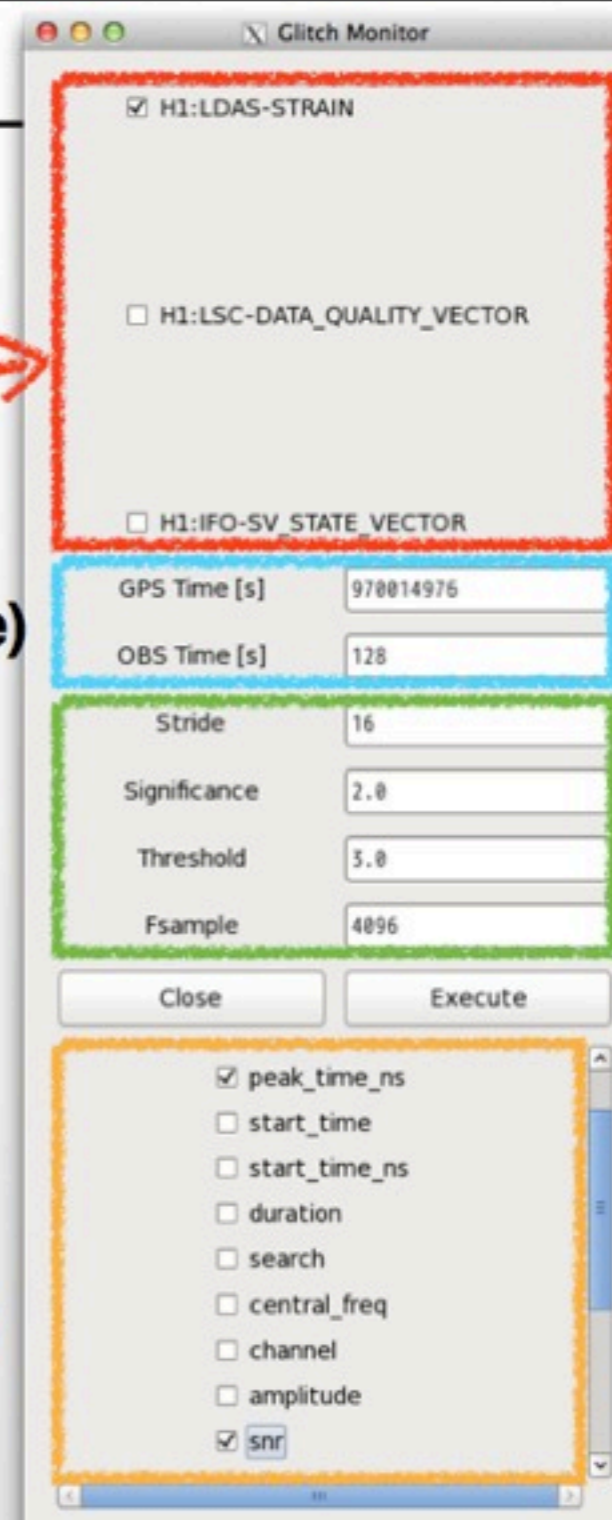 Glitch Monitor
H1:LDAS-STRAIN
H1:LSC-DATA_QUALITY_VECTOR
H1:IFO-SV_STATE_VECTOR
GPS Time [s] 970014976
e)
OBS Time [s] 128
Stride 16
Significance 2.0
Threshold 3.0
Fsample 4096
Close Execute
peak_time_ns
start_time
start_time_ns
duration
search
central_freq
channel
amplitude
snr